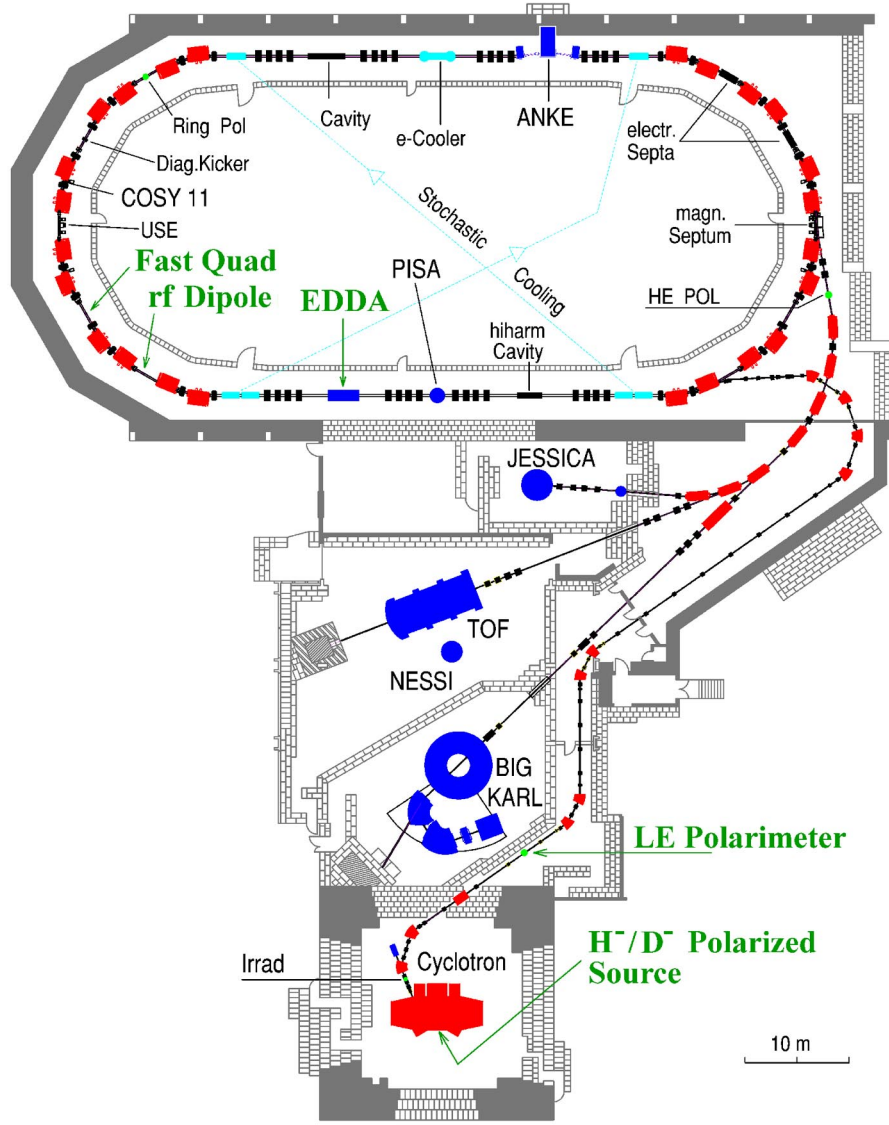 Ring Pol
Cavity
e-Cooler
ANKE
electr.
Septa
Diag.Kicker
COSY 11
USE
Stochastic
Cooling
magn.
Septum
Fast Quad
rf Dipole
EDDA
PISA
HE POL
hiharm
Cavity
JESSICA
TOF
NESSI
BIG
KARL
LE Polarimeter
H⁻/D⁻ Polarized
Source
Irrad
Cyclotron
10 m